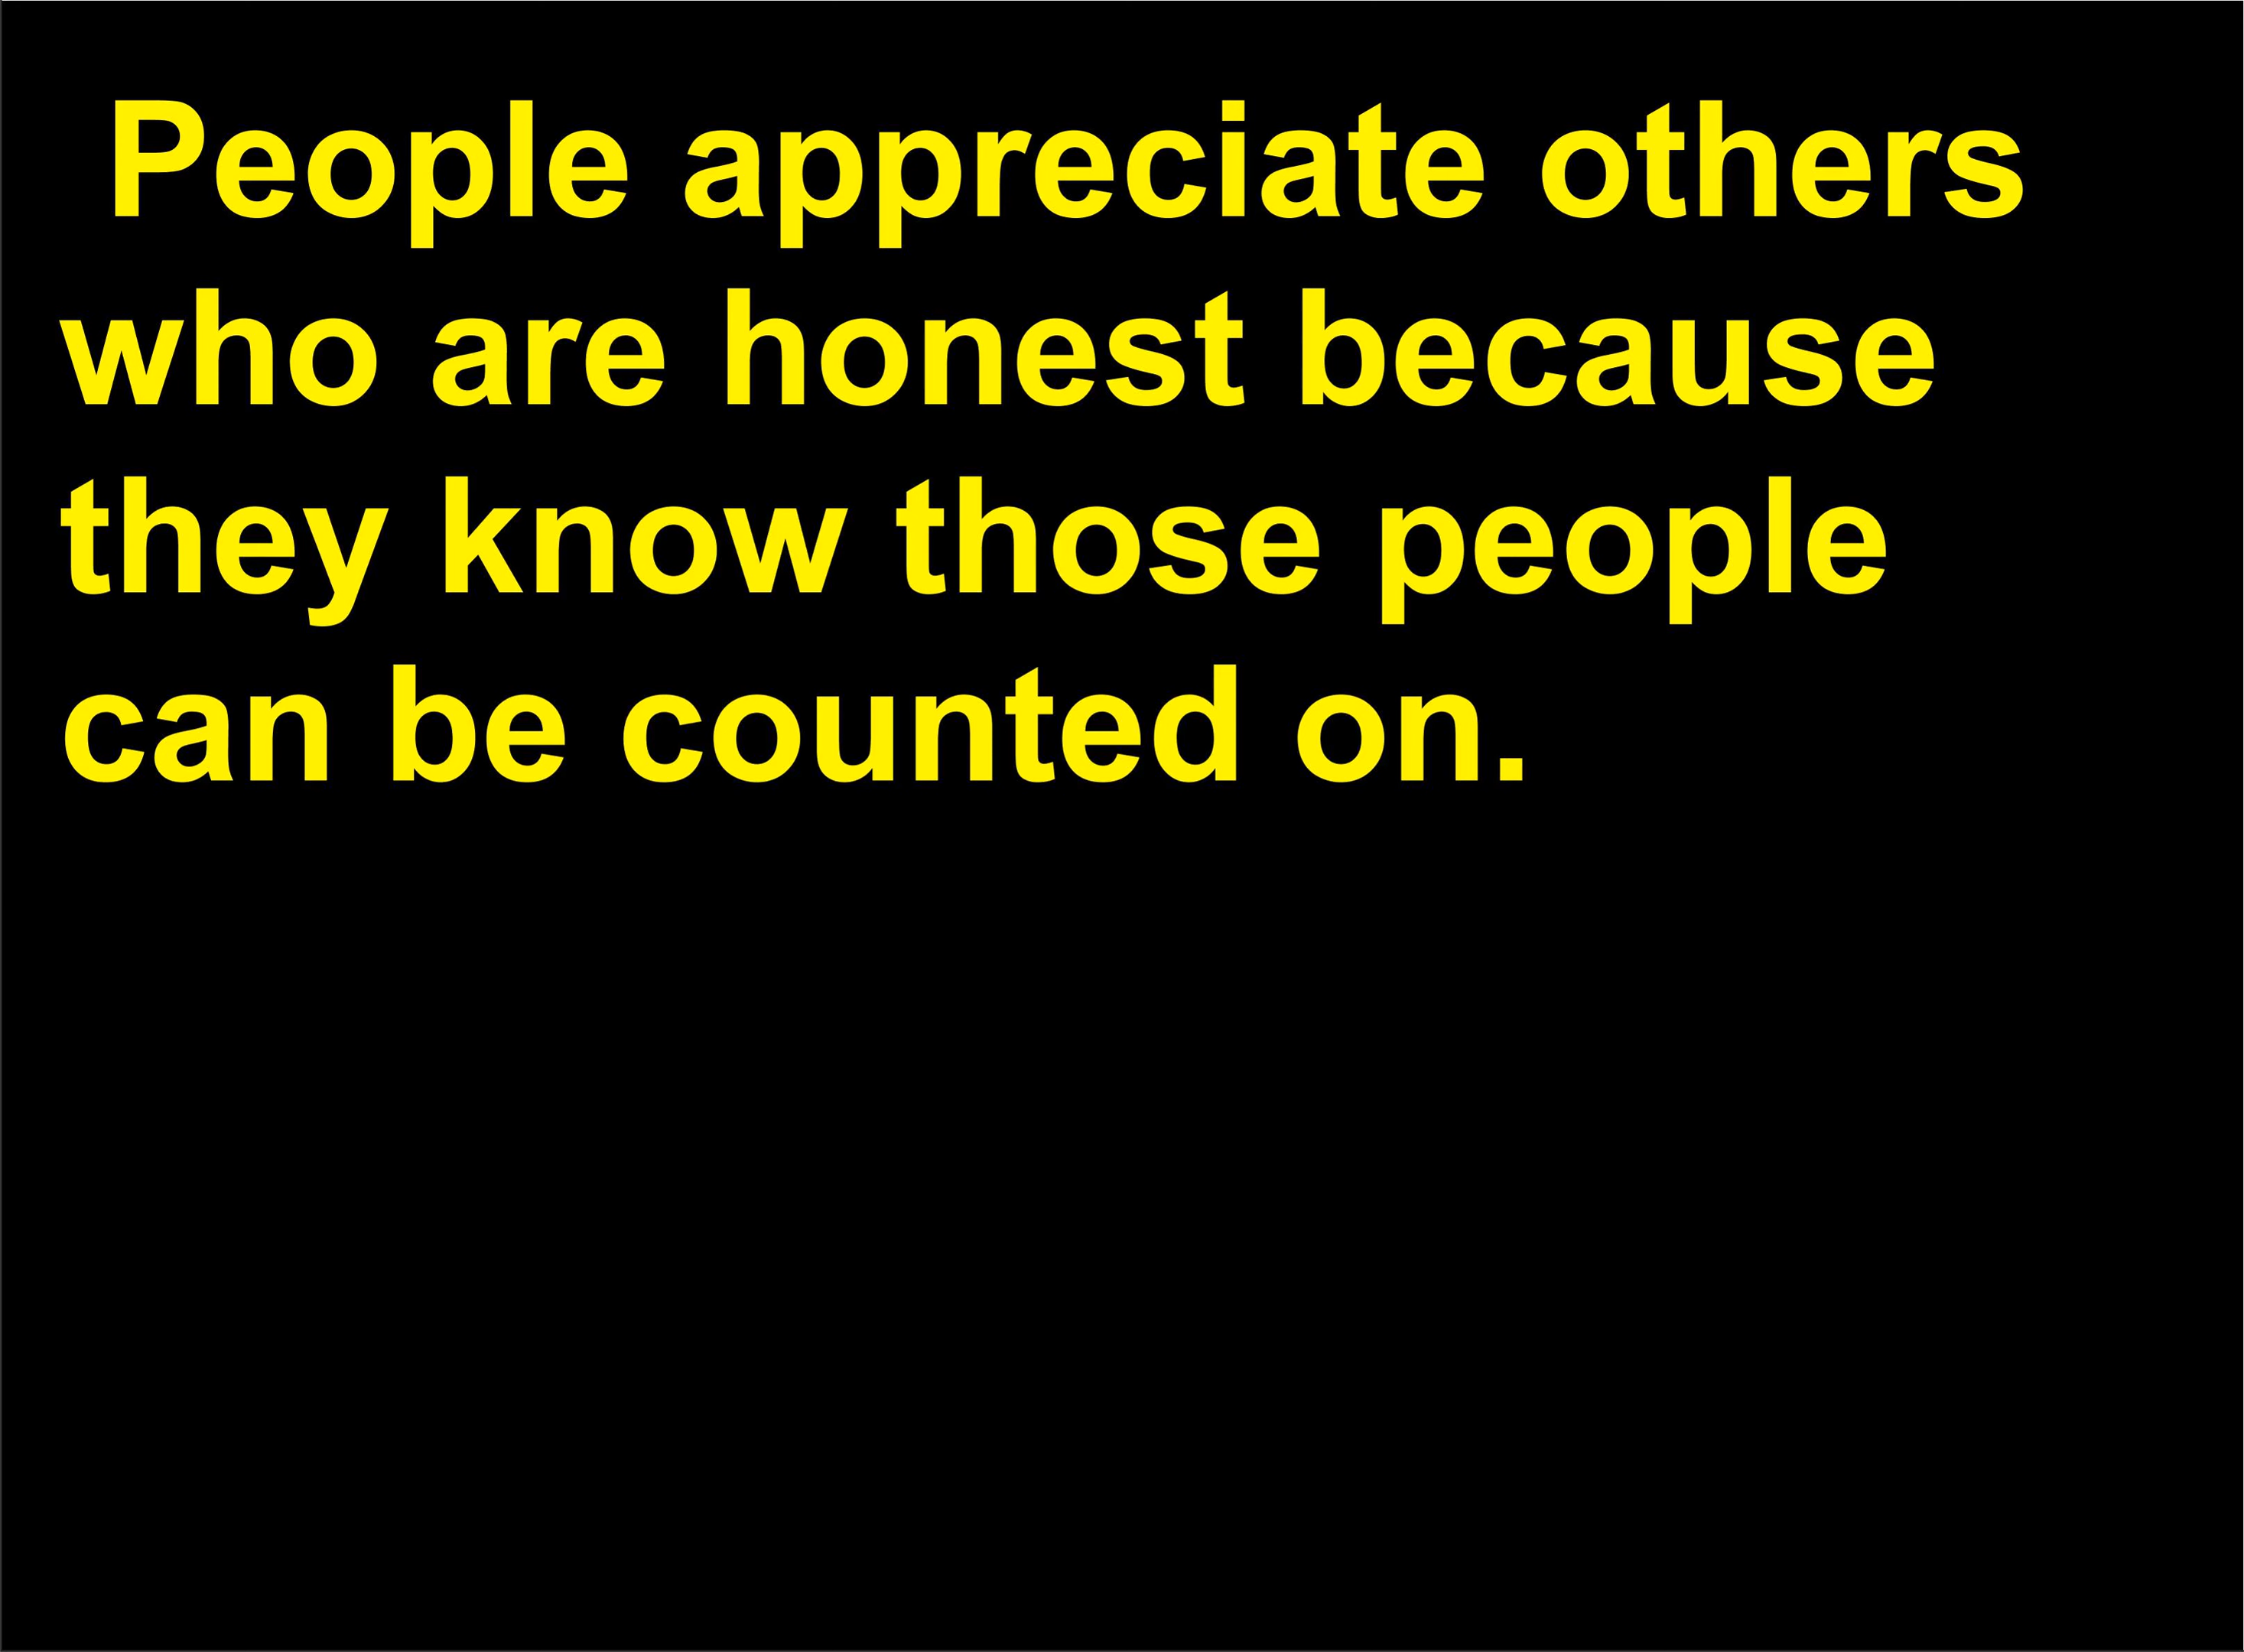 People appreciate others
who are honest because
they know those people
can be counted on.